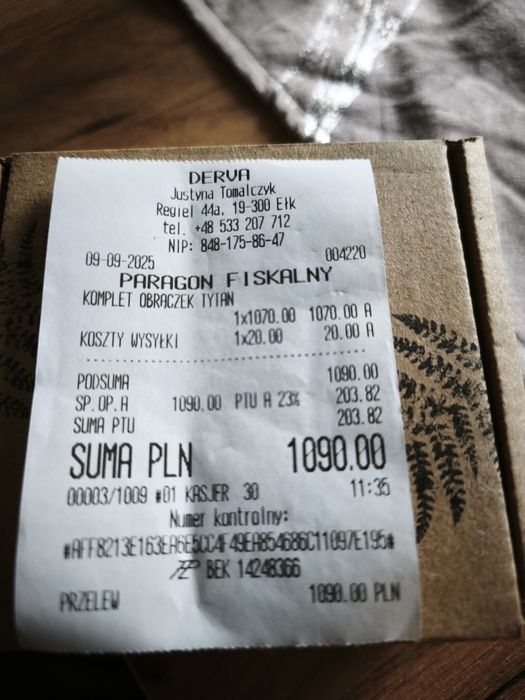 DERVA
Justyna Tomalczyk
Regiel 44a, 19-300 Ełk
tel. +48 533 207 712
NIP: 848-175-86-47
09-09-2025 004220
PARAGON FISKALNY
KOMPLET OBRACZEK TYTAN
1x1070.00 1070.00 A
KOSZTY WYSYŁKI 1x20.00 20.00 A
PODSUMA 1090.00
SP.OP.A 1090.00 PTU A 23% 203.82
SUMA PTU 203.82
SUMA PLN 1090.00
00003/1009 #01 KASJER 30 11:35
Numer kontrolny:
#AFF8213E163EA6E5CC4F49EA854686C11097E195#
BEK 14248366
PRZELEW 1090.00 PLN